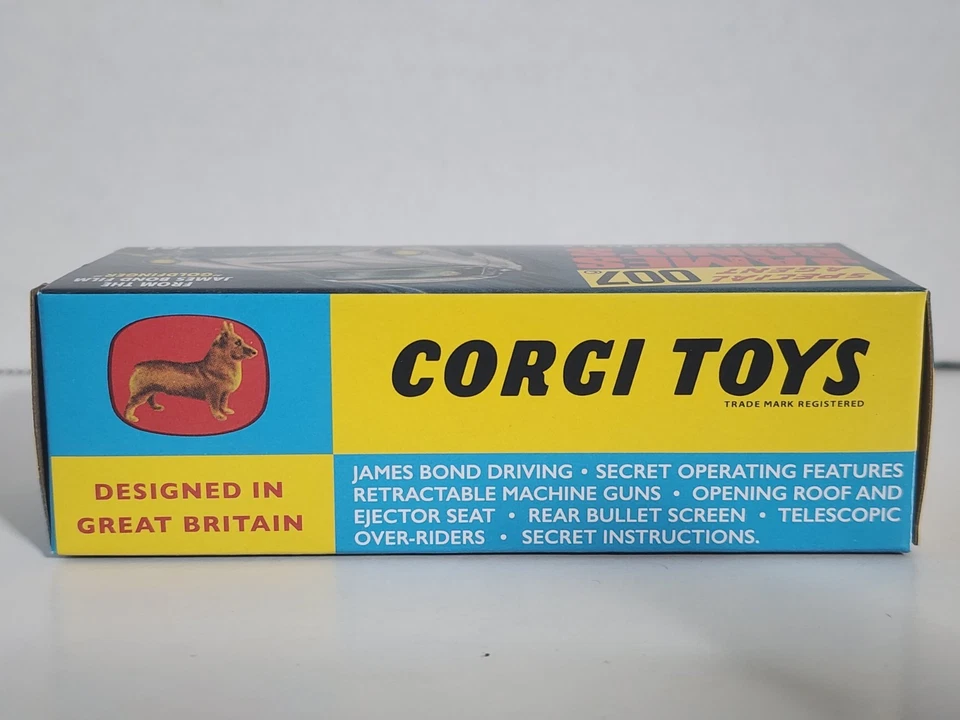 FROM THE
JAMES BOND FILM
"GOLDFINGER"
SPECIAL
AGENT
007
CORGI TOYS
TRADE MARK REGISTERED
DESIGNED IN
GREAT BRITAIN
JAMES BOND DRIVING • SECRET OPERATING FEATURES
RETRACTABLE MACHINE GUNS • OPENING ROOF AND
EJECTOR SEAT • REAR BULLET SCREEN • TELESCOPIC
OVER-RIDERS • SECRET INSTRUCTIONS.